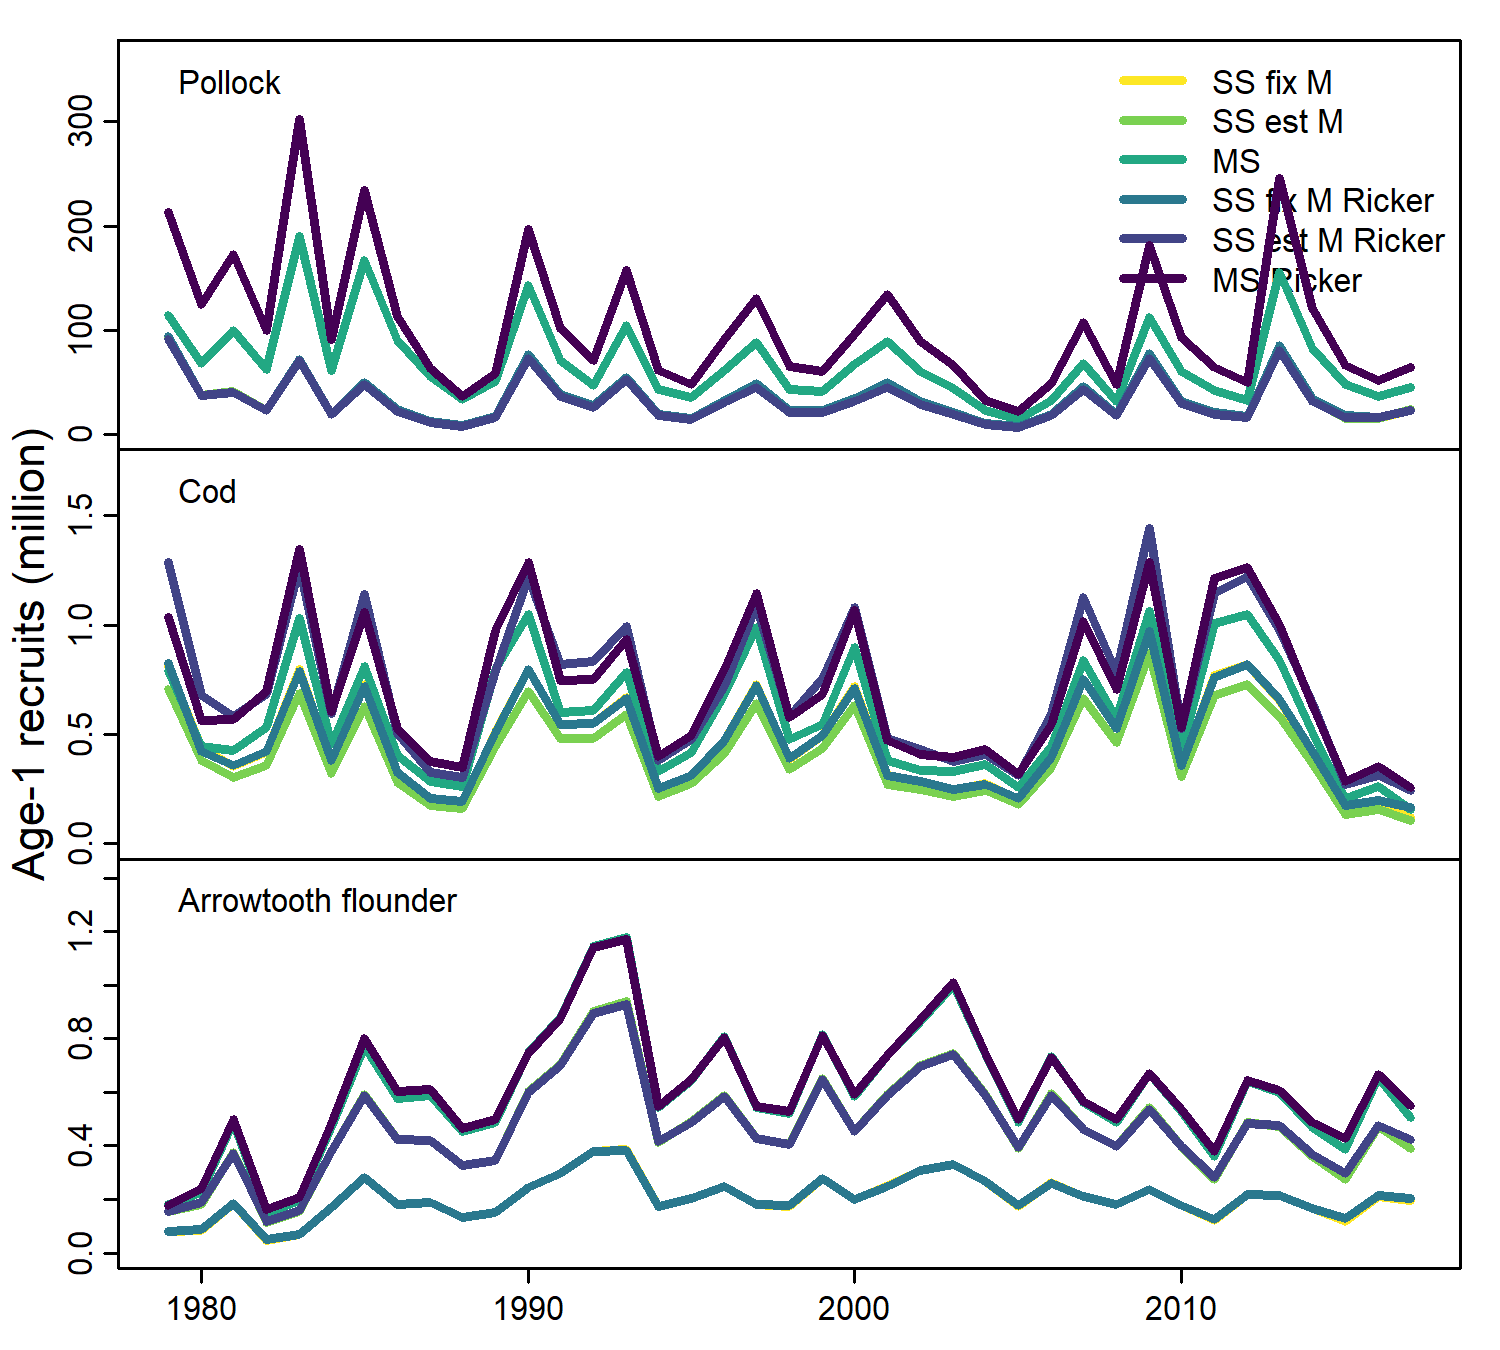 Pollock
SS fix M
SS est M
MS
SS fix M Ricker
SS est M Ricker
MS Ricker
300
200
100
0
Age-1 recruits (million)
Cod
1.5
1.0
0.5
0.0
Arrowtooth flounder
1.2
0.8
0.4
0.0
1980 1990 2000 2010